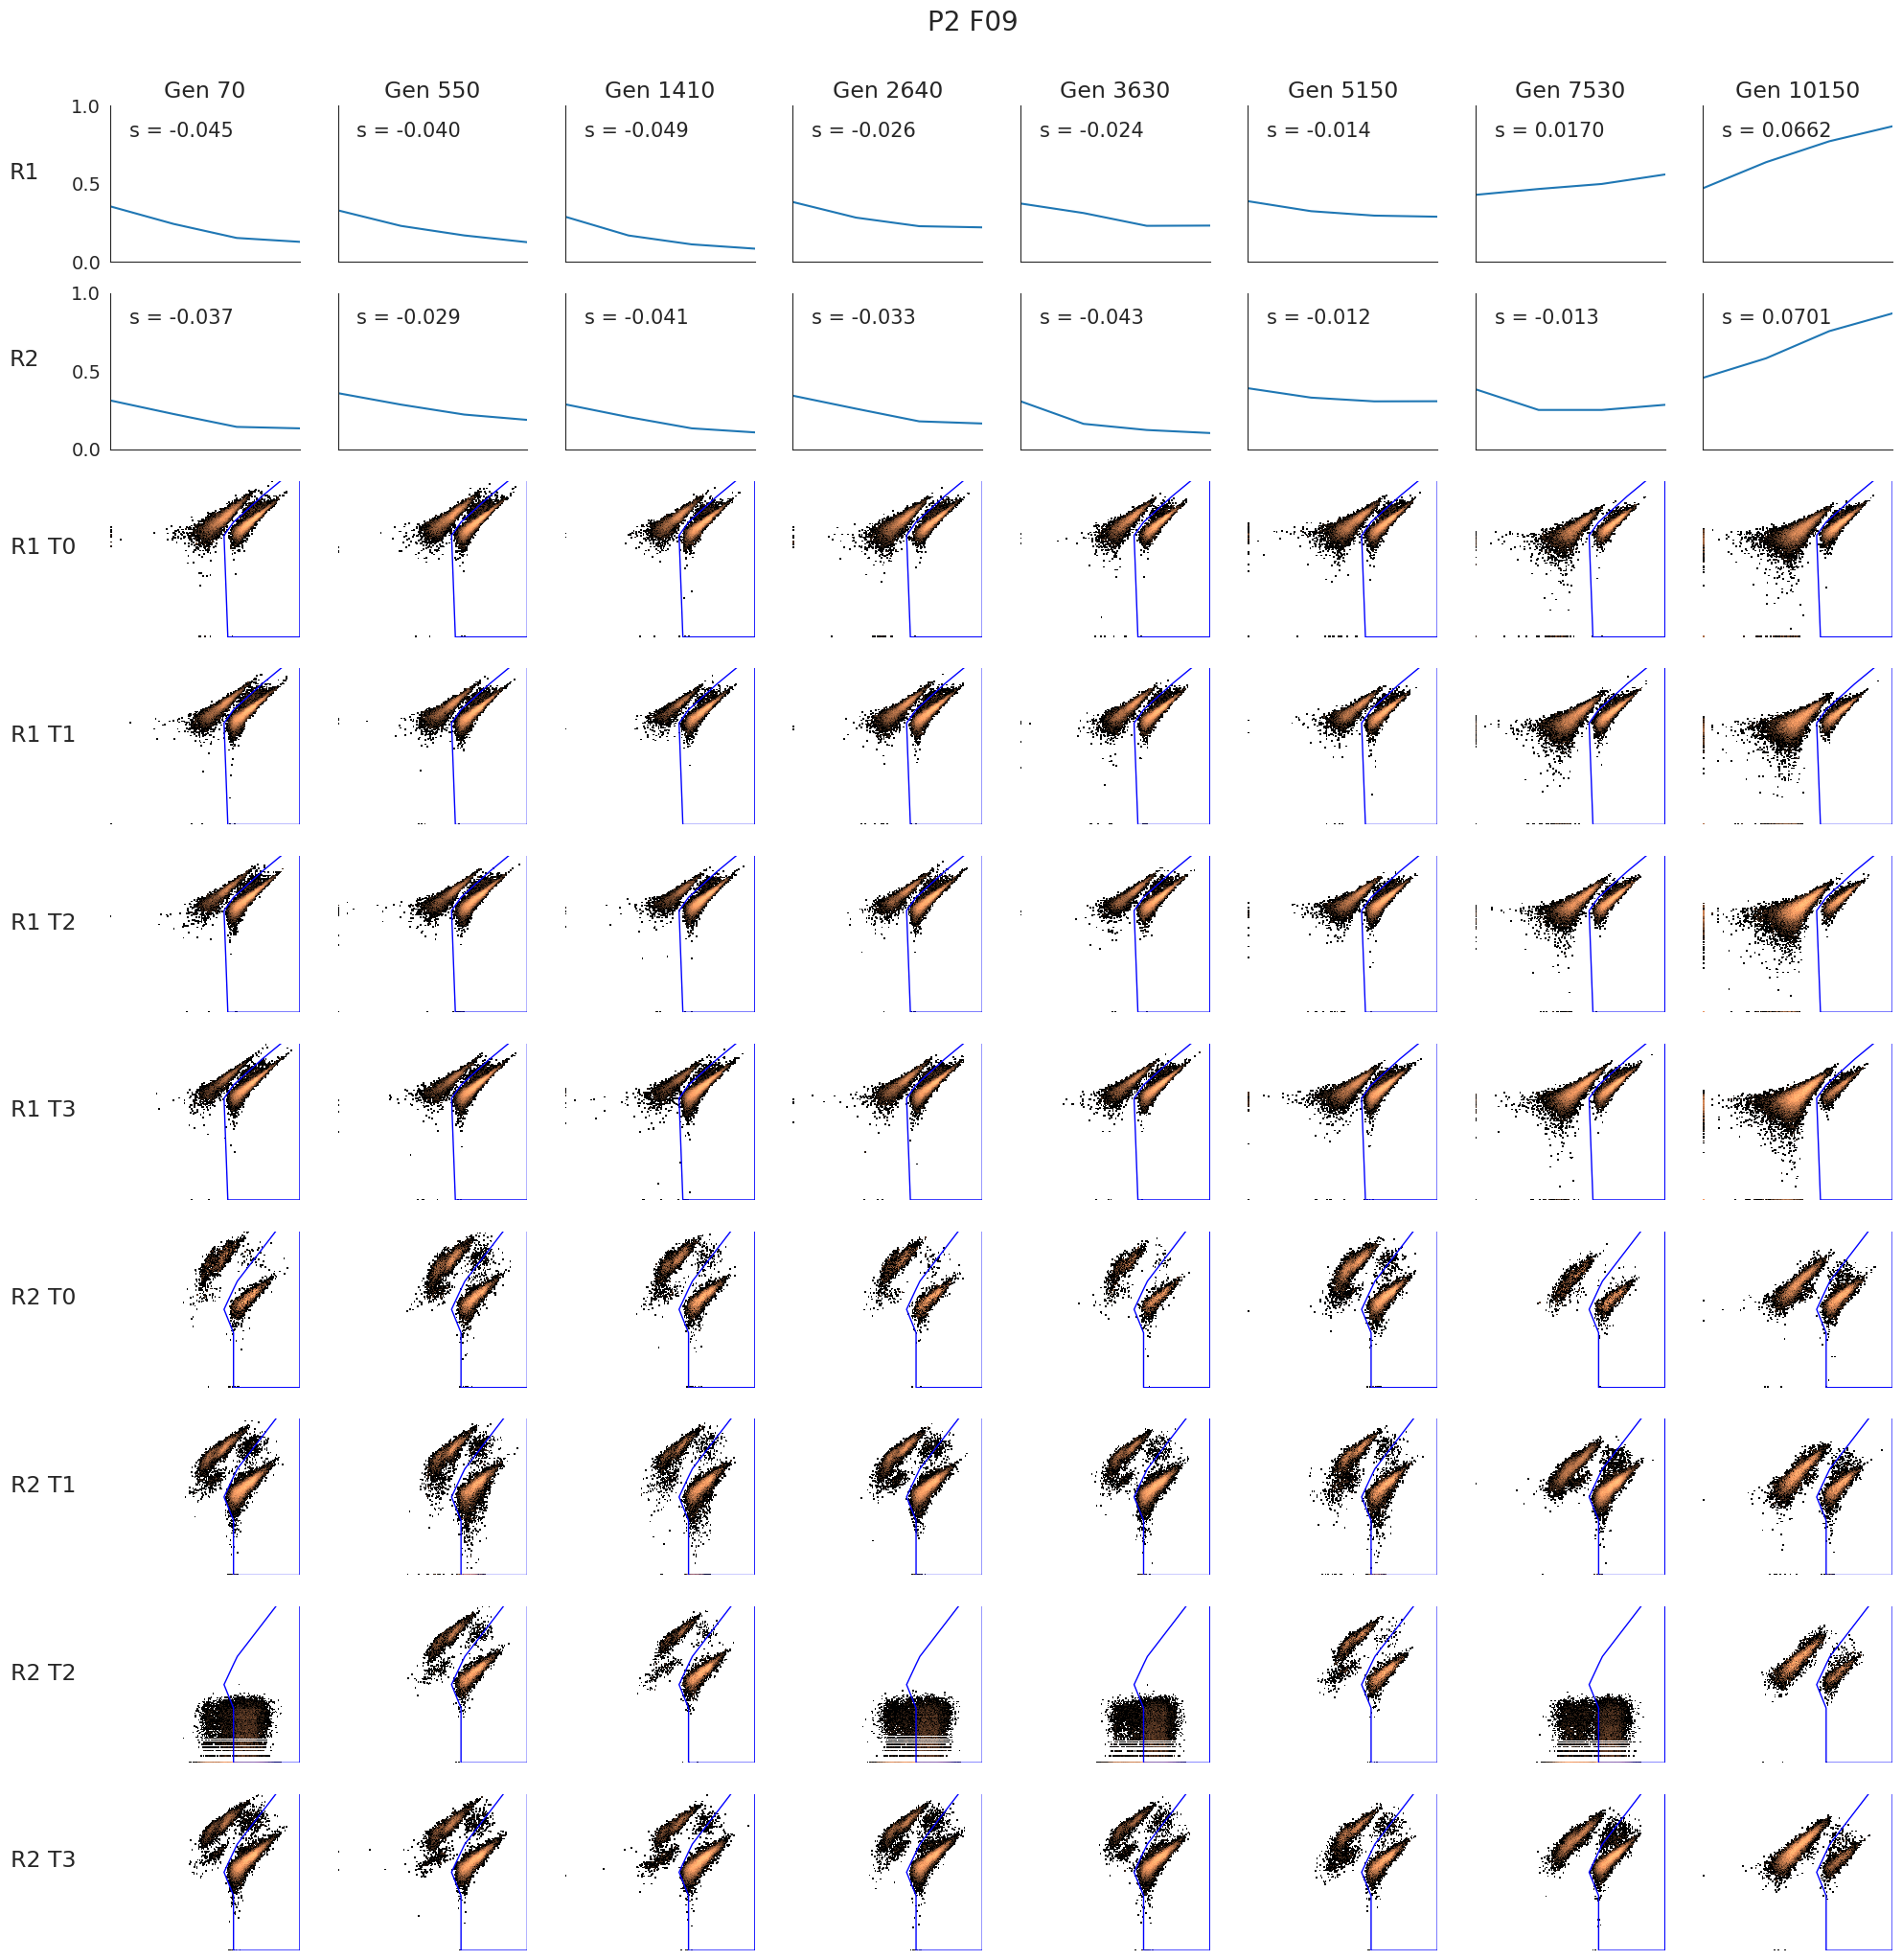 P2 F09
Gen 70 Gen 550 Gen 1410 Gen 2640 Gen 3630 Gen 5150 Gen 7530 Gen 10150
R1
1.0
0.5
0.0
s = -0.045 s = -0.040 s = -0.049 s = -0.026 s = -0.024 s = -0.014 s = 0.0170 s = 0.0662
R2
1.0
0.5
0.0
s = -0.037 s = -0.029 s = -0.041 s = -0.033 s = -0.043 s = -0.012 s = -0.013 s = 0.0701
R1 T0
R1 T1
R1 T2
R1 T3
R2 T0
R2 T1
R2 T2
R2 T3